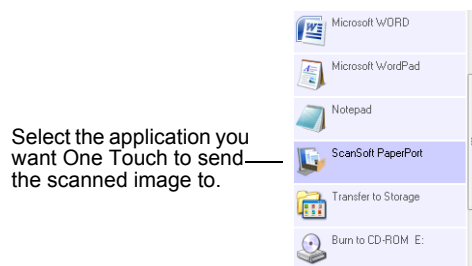 Microsoft WORD
Microsoft WordPad
Notepad
Select the application you
want One Touch to send
the scanned image to.
ScanSoft PaperPort
Transfer to Storage
Burn to CD-ROM E: